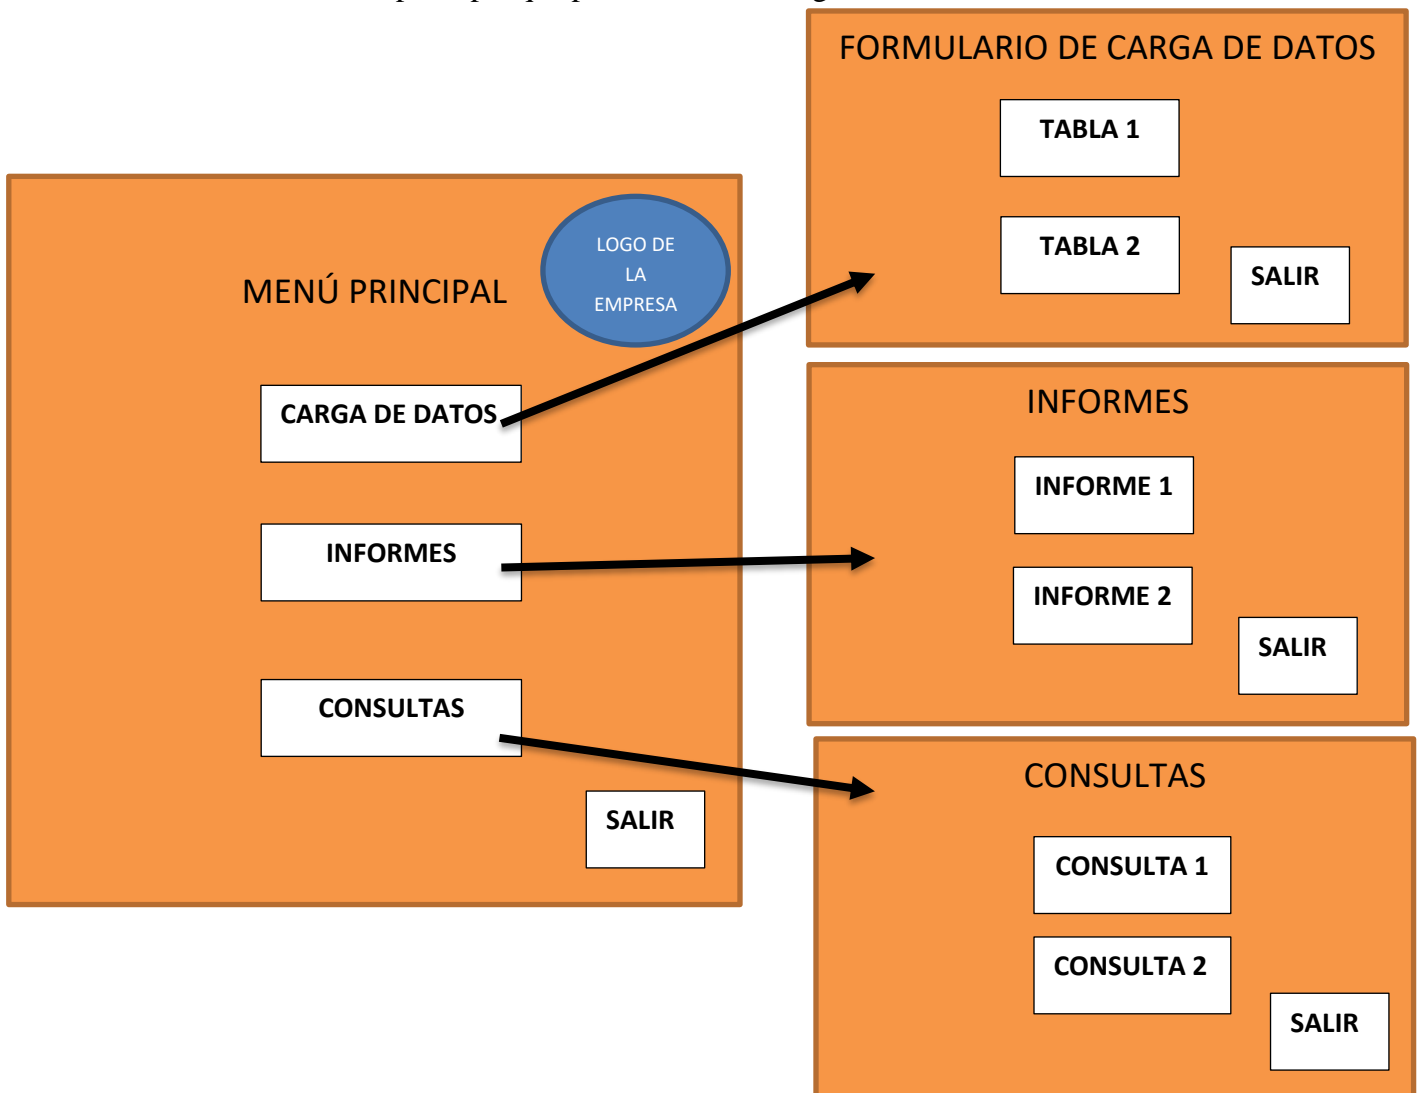 FORMULARIO DE CARGA DE DATOS
TABLA 1
TABLA 2
SALIR
LOGO DE
LA
EMPRESA
MENÚ PRINCIPAL
CARGA DE DATOS
INFORMES
CONSULTAS
SALIR
INFORMES
INFORME 1
INFORME 2
SALIR
CONSULTAS
CONSULTA 1
CONSULTA 2
SALIR